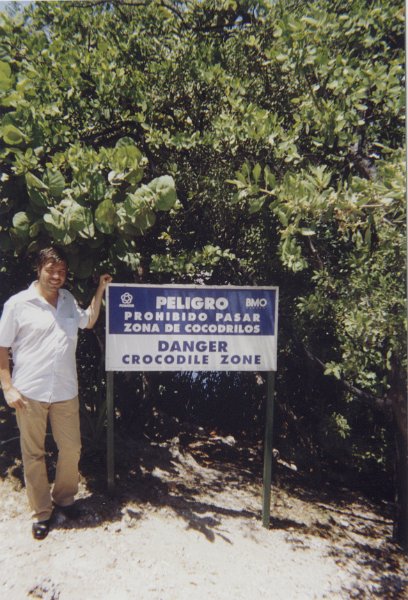 PELIGRO BMO
PROHIBIDO PASAR
ZONA DE COCODRILOS
DANGER
CROCODILE ZONE